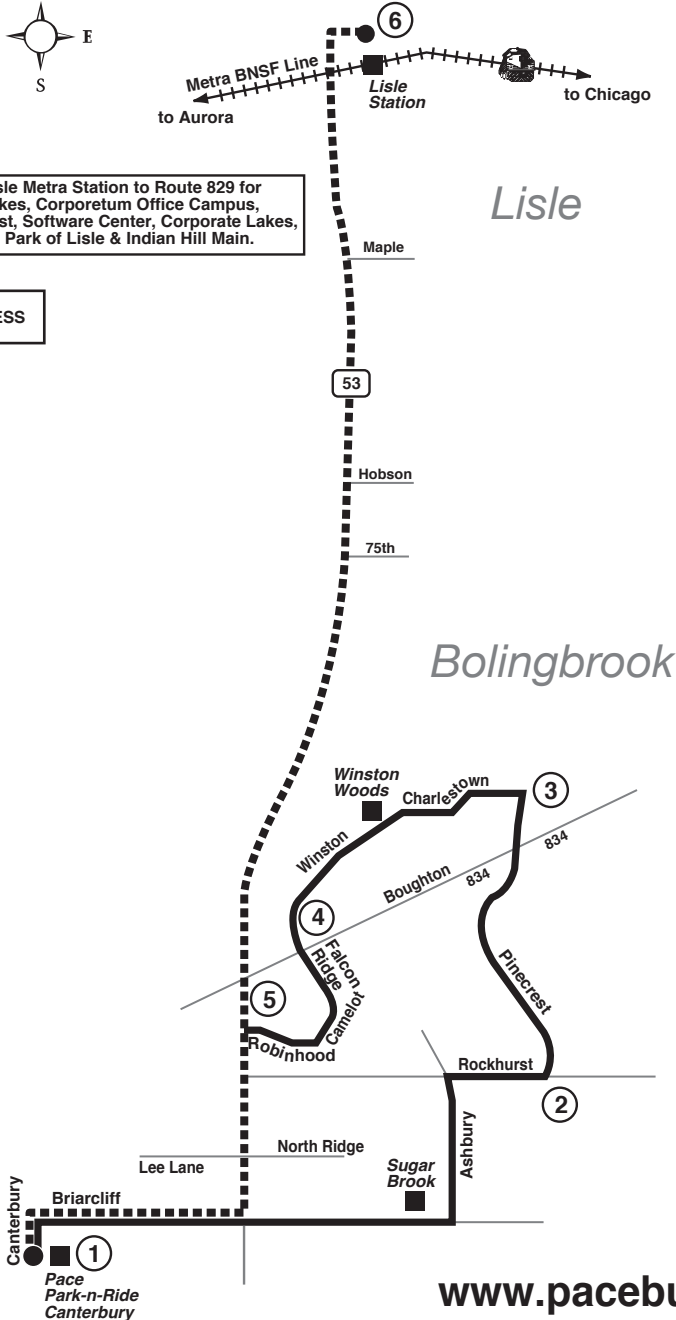 6
E
S
Metra BNSF Line
Lisle
Station
to Aurora
to Chicago
Metra Station to Route 829 for
Corporetum Office Campus,
Software Center, Corporate Lakes,
Park of Lisle & Indian Hill Main.
Lisle
Maple
53
Hobson
75th
Bolingbrook
Winston
Woods
Charlestown
3
Winston
Boughton
834
834
4
Falcon
Ridge
Pinecrest
5
Camelot
Robinhood
Rockhurst
2
Ashbury
North Ridge
Lee Lane
Sugar
Brook
Canterbury
Briarcliff
1
Pace
Park-n-Ride
Canterbury